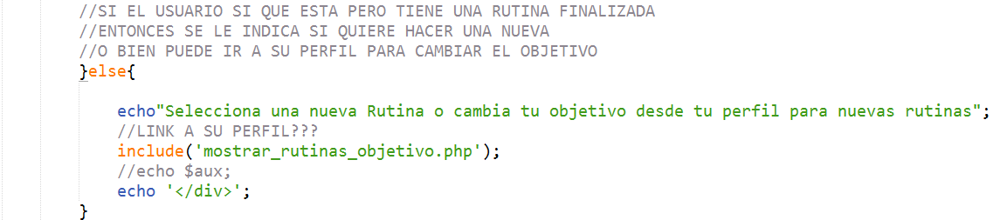 //SI EL USUARIO SI QUE ESTA PERO TIENE UNA RUTINA FINALIZADA
//ENTONCES SE LE INDICA SI QUIERE HACER UNA NUEVA
//O BIEN PUEDE IR A SU PERFIL PARA CAMBIAR EL OBJETIVO
}else{
echo"Selecciona una nueva Rutina o cambia tu objetivo desde tu perfil para nuevas rutinas";
//LINK A SU PERFIL???
include('mostrar_rutinas_objetivo.php');
//echo $aux;
echo '</div>';
}